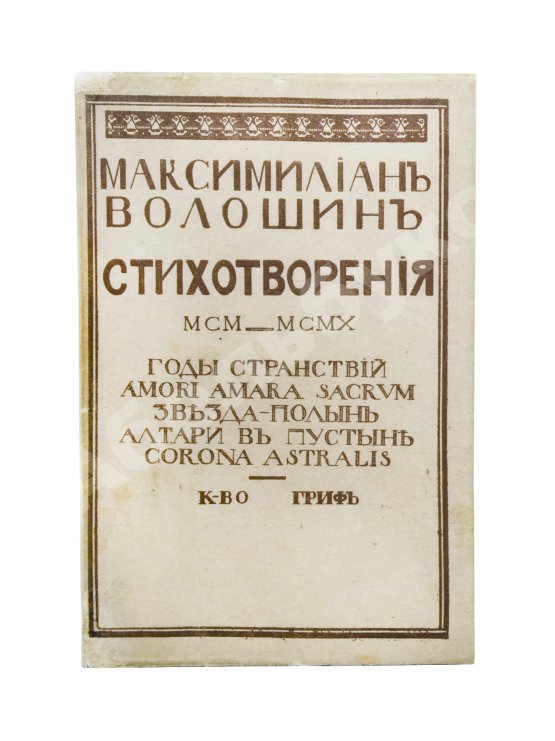 МАКСИМИЛІАНЪ
ВОЛОШИНЪ
СТИХОТВОРЕНІЯ
MCM—MCMX
ГОДЫ СТРАНСТВІЙ
AMORI AMARA SACRVM
ЗВѢЗДА-ПОЛЫНЬ
АЛТАРИ ВЪ ПУСТЫНѢ
CORONA ASTRALIS
К-ВО ГРИФЪ